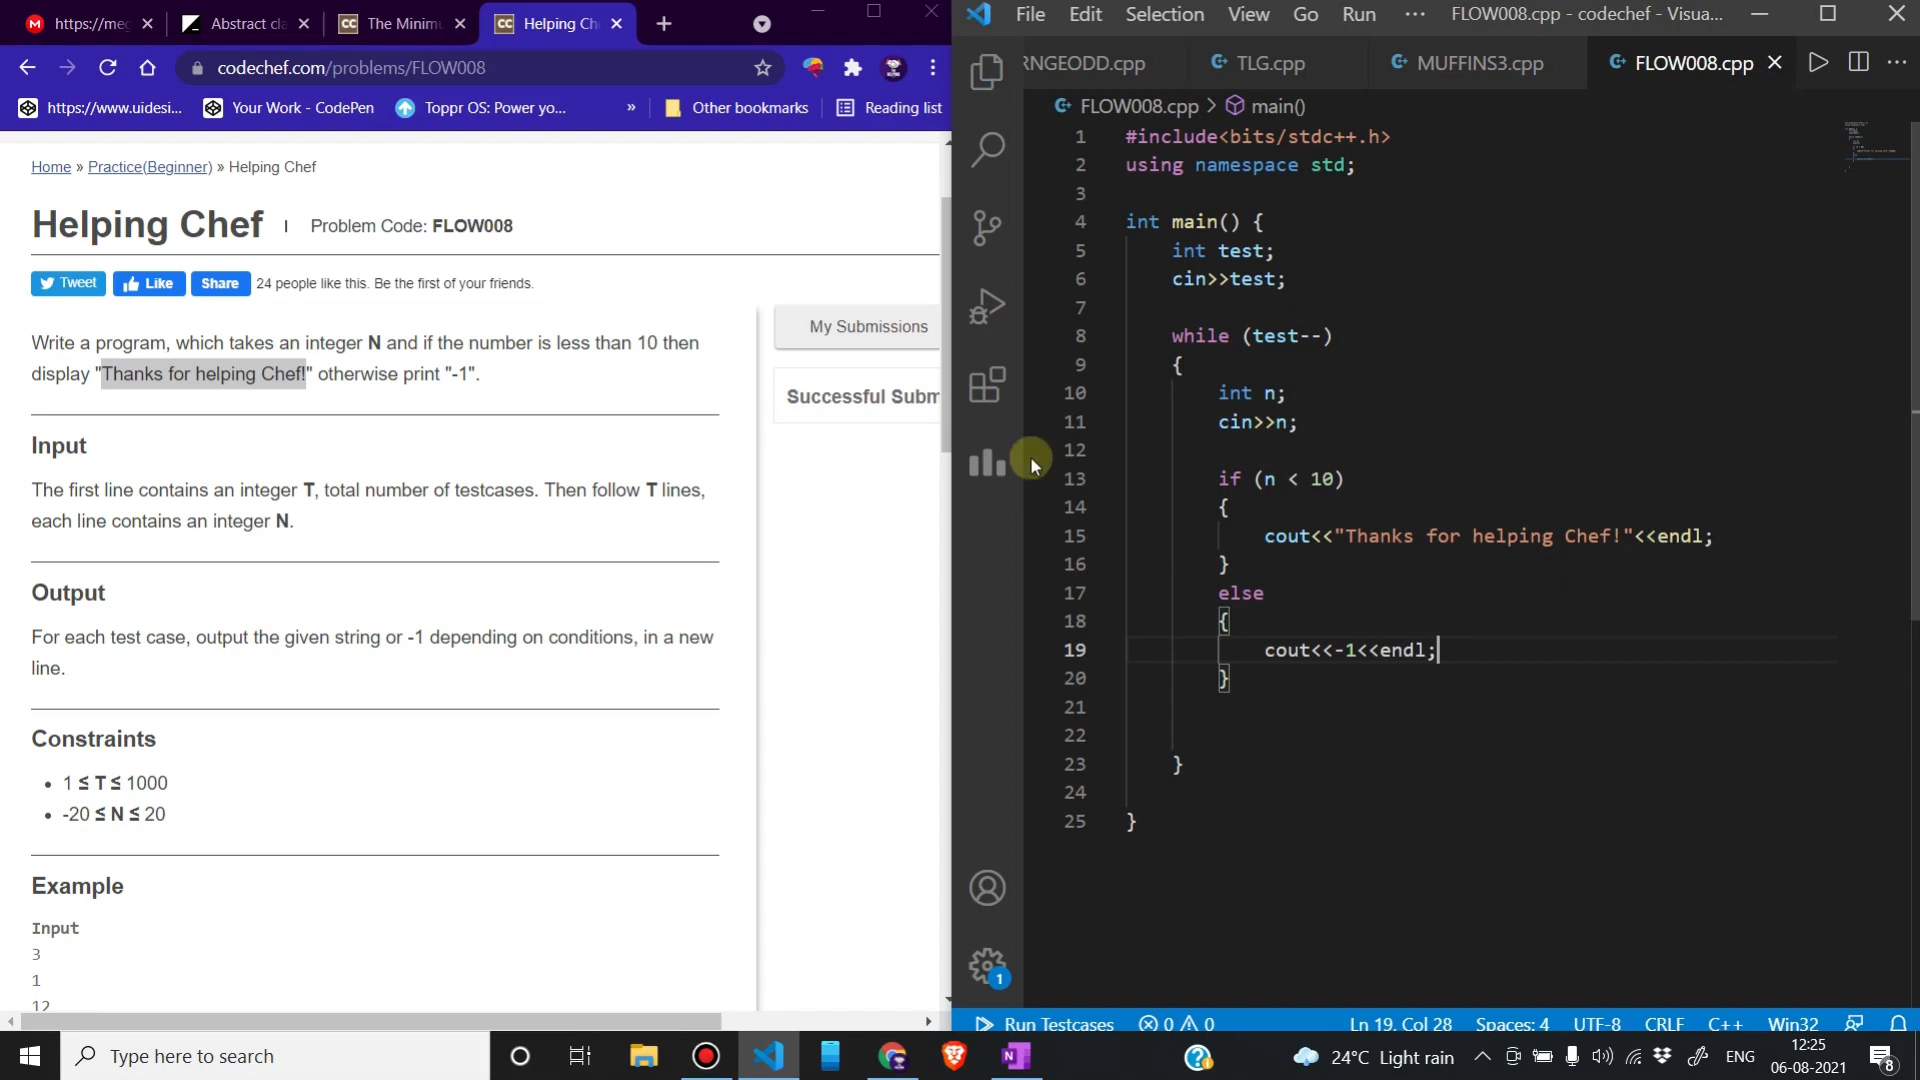 https://meg
Abstract cla
The Minimu
Helping Ch
codechef.com/problems/FLOW008
https://www.uidesi...
Your Work - CodePen
Toppr OS: Power yo...
»
Other bookmarks
Reading list
Home » Practice(Beginner) » Helping Chef
Helping Chef
Problem Code: FLOW008
Tweet
Like
Share
24 people like this. Be the first of your friends.
Write a program, which takes an integer N and if the number is less than 10 then
display "Thanks for helping Chef!" otherwise print "-1".
My Submissions
Successful Subm
Input
The first line contains an integer T, total number of testcases. Then follow T lines,
each line contains an integer N.
Output
For each test case, output the given string or -1 depending on conditions, in a new
line.
Constraints
1 ≤ T ≤ 1000
-20 ≤ N ≤ 20
Example
Input
3
1
12
File Edit Selection View Go Run ··· FLOW008.cpp - codechef - Visua...
RNGEODD.cpp
TLG.cpp
MUFFINS3.cpp
FLOW008.cpp
FLOW008.cpp > main()
1 #include<bits/stdc++.h>
2 using namespace std;
3
4 int main() {
5 int test;
6 cin>>test;
7
8 while (test--)
9 {
10 int n;
11 cin>>n;
12
13 if (n < 10)
14 {
15 cout<<"Thanks for helping Chef!"<<endl;
16 }
17 else
18 {
19 cout<<-1<<endl;
20 }
21
22
23 }
24
25 }
1
Run Testcases
0
0
Ln 19, Col 28
Spaces: 4
UTF-8
CRLF
C++
Win32
Type here to search
24°C Light rain
ENG
12:25
06-08-2021
8